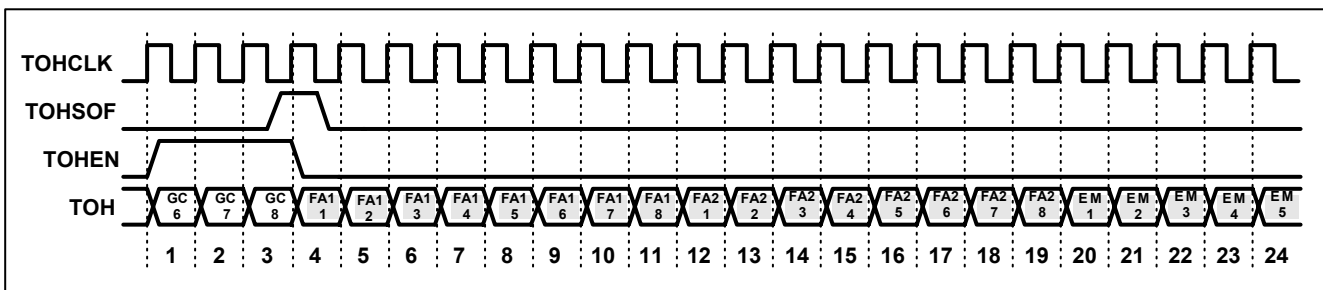 TOHCLK
TOHSOF
TOHEN
TOH GC 6 GC 7 GC 8 FA1 1 FA1 2 FA1 3 FA1 4 FA1 5 FA1 6 FA1 7 FA1 8 FA2 1 FA2 2 FA2 3 FA2 4 FA2 5 FA2 6 FA2 7 FA2 8 EM 1 EM 2 EM 3 EM 4 EM 5
1 2 3 4 5 6 7 8 9 10 11 12 13 14 15 16 17 18 19 20 21 22 23 24